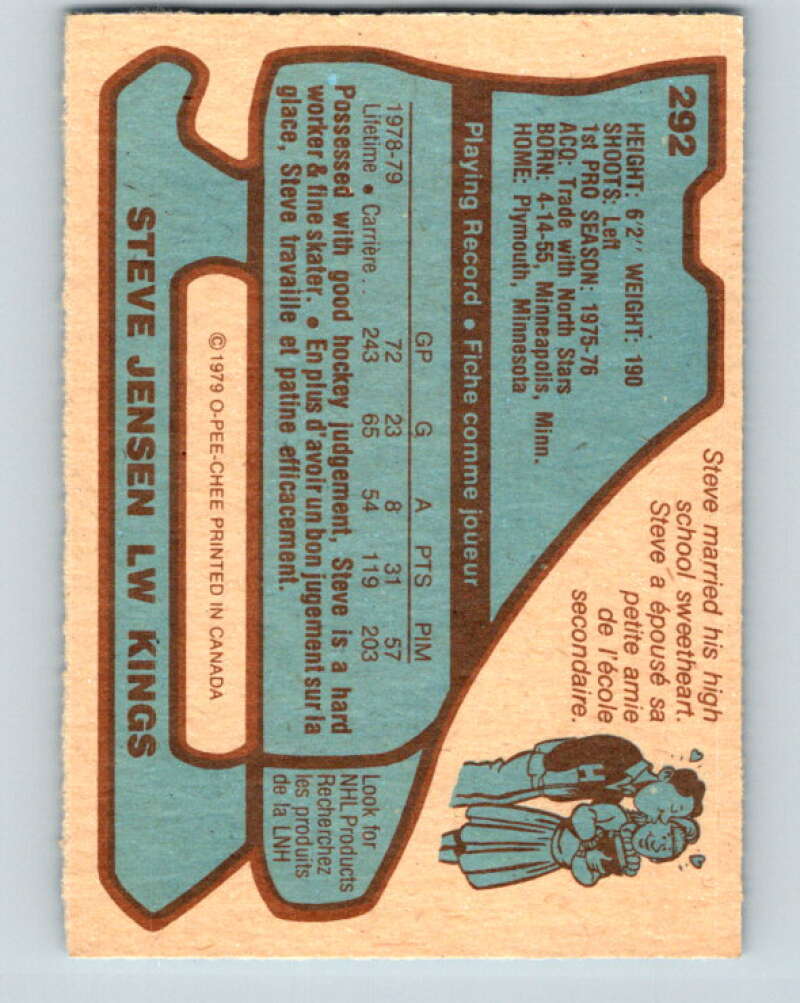 292
HEIGHT: 6'2" WEIGHT: 190
SHOOTS: Left
1st PRO SEASON: 1975-76
ACQ: Trade with North Stars
BORN: 4-14-55, Minneapolis, Minn.
HOME: Plymouth, Minnesota
Steve married his high
school sweetheart.
Steve a épousé sa
petite amie
de l'école
secondaire.
H
Playing Record • Fiche comme joueur
GP G A PTS PIM
1978-79 72 23 8 31 57
Lifetime • Carrière .. 243 65 54 119 203
Possessed with good hockey judgement, Steve is a hard
worker & fine skater. • En plus d'avoir un bon jugement sur la
glace, Steve travaille et patine efficacement.
Look for
NHL Products
Recherchez
les produits
de la LNH
© 1979 O-PEE-CHEE PRINTED IN CANADA
STEVE JENSEN LW KINGS